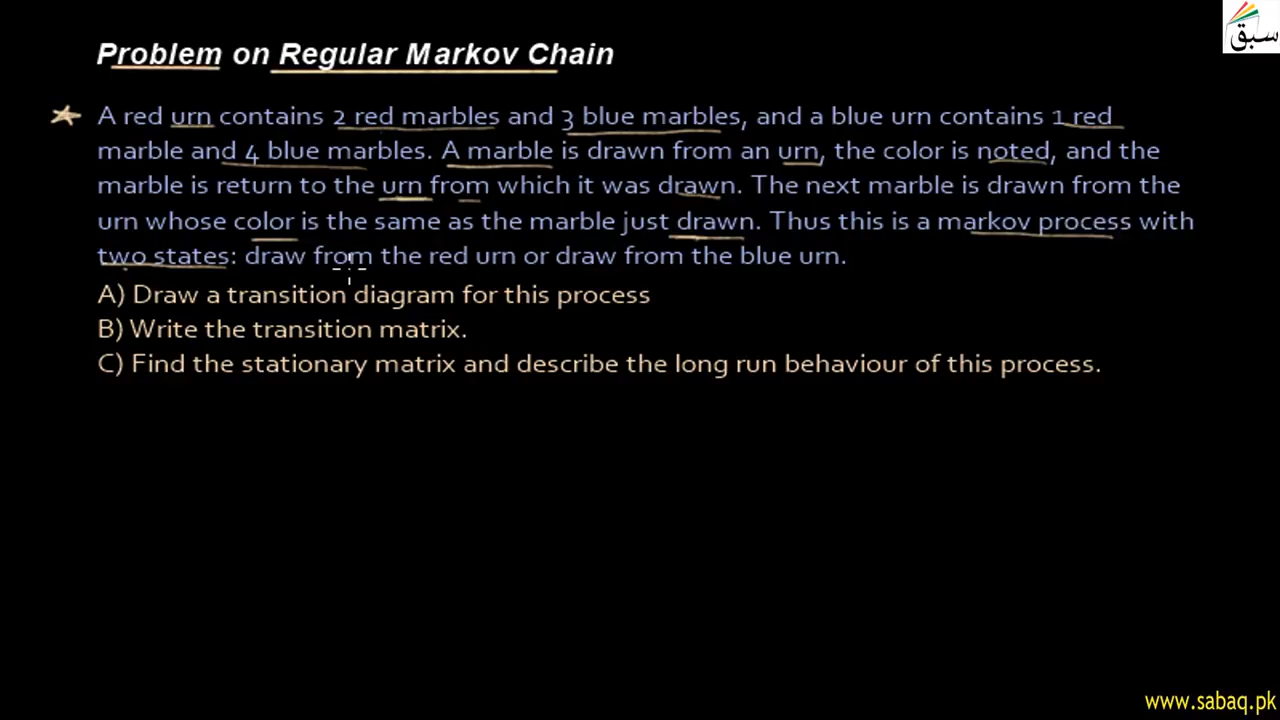 سبق
Problem on Regular Markov Chain
A red urn contains 2 red marbles and 3 blue marbles, and a blue urn contains 1 red
marble and 4 blue marbles. A marble is drawn from an urn, the color is noted, and the
marble is return to the urn from which it was drawn. The next marble is drawn from the
urn whose color is the same as the marble just drawn. Thus this is a markov process with
two states: draw from the red urn or draw from the blue urn.
A) Draw a transition diagram for this process
B) Write the transition matrix.
C) Find the stationary matrix and describe the long run behaviour of this process.
www.sabaq.pk